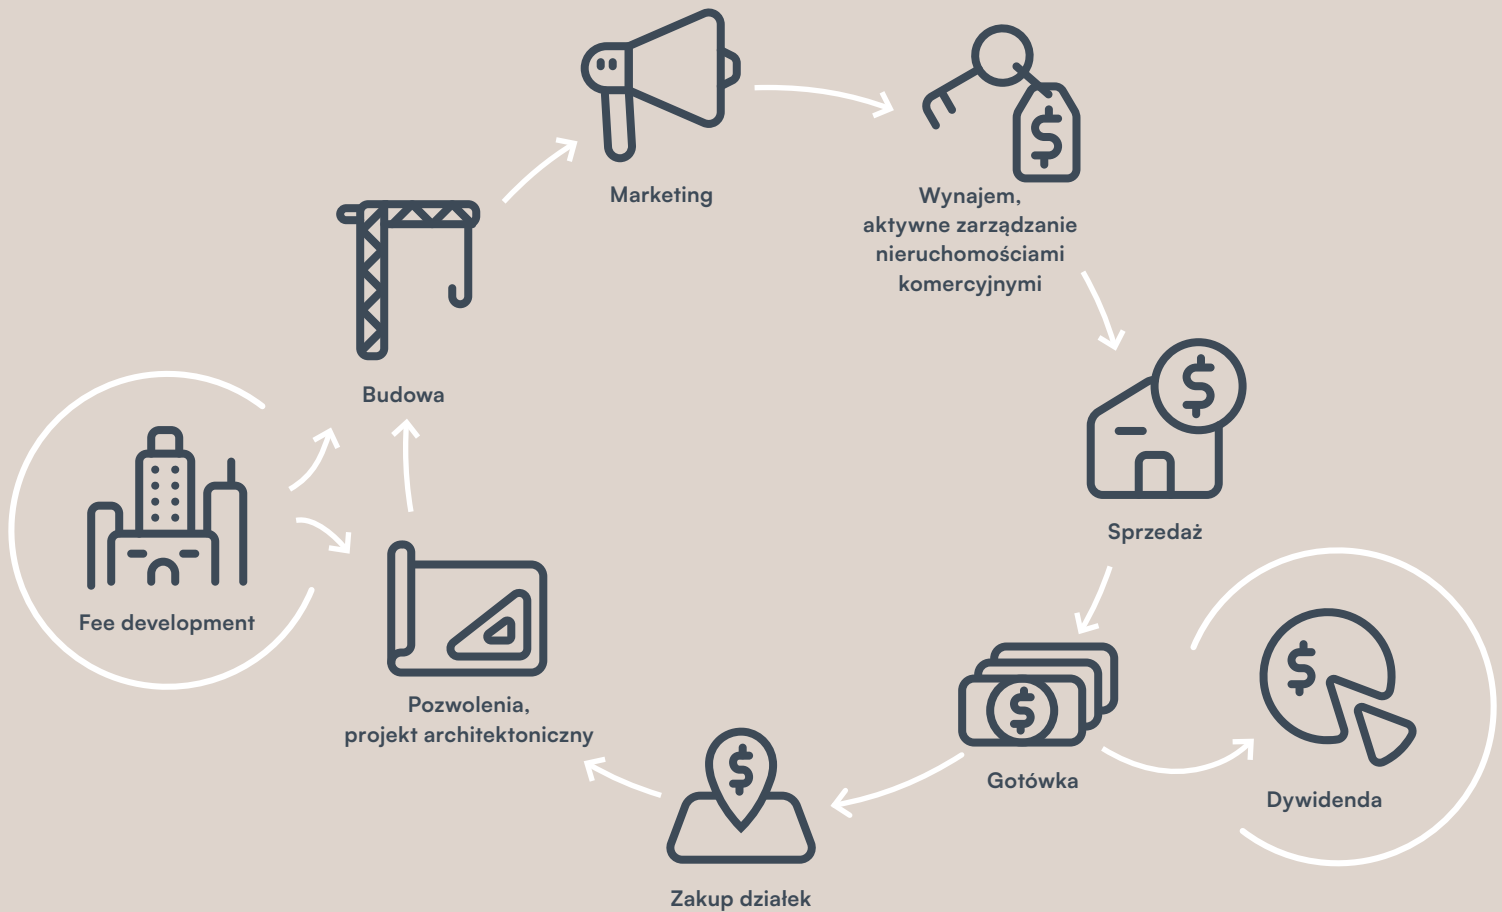 Marketing
Wynajem,
aktywne zarządzanie
nieruchomościami
komercyjnymi
Budowa
Sprzedaż
Fee development
Pozwolenia,
projekt architektoniczny
Gotówka
Dywidenda
Zakup działek